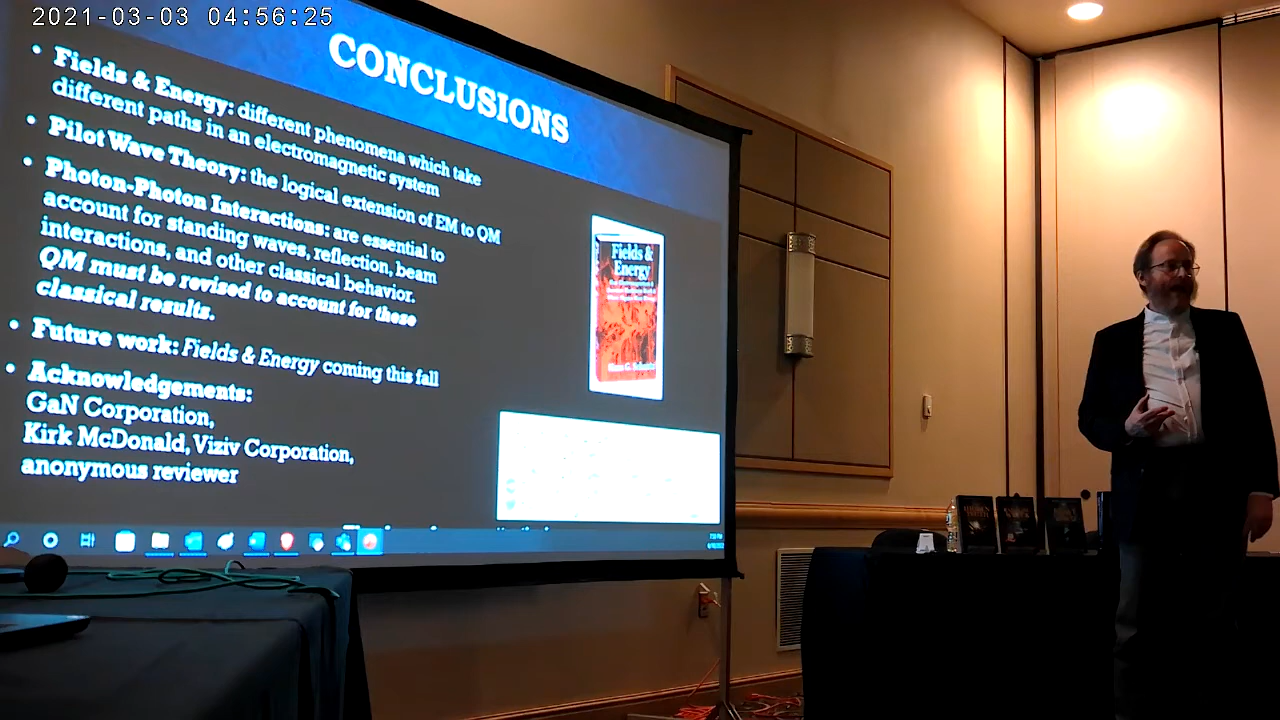 2021-03-03 04:56:25
CONCLUSIONS
• Fields & Energy: different phenomena which take
different paths in an electromagnetic system
• Pilot Wave Theory: the logical extension of EM to QM
• Photon-Photon Interactions: are essential to
account for standing waves, reflection, beam
interactions, and other classical behavior.
QM must be revised to account for these
classical results.
• Future work: Fields & Energy coming this fall
• Acknowledgements:
GaN Corporation,
Kirk McDonald, Viziv Corporation,
anonymous reviewer
Fields &
Energy